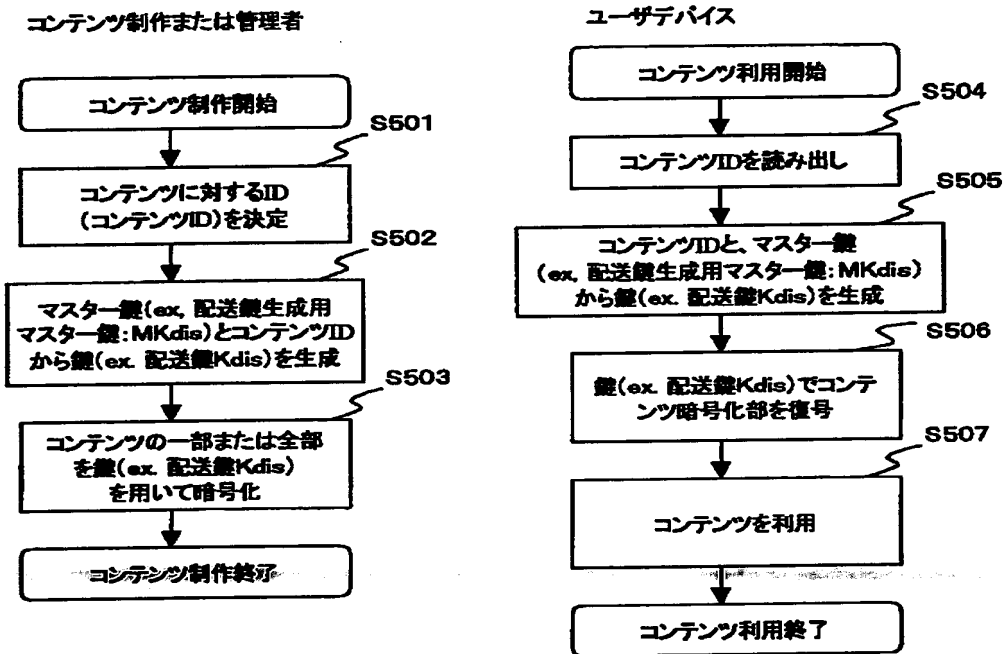 コンテンツ制作または管理者
コンテンツ制作開始
S501
コンテンツに対するID
(コンテンツID)を決定
S502
マスター鍵(ex, 配送鍵生成用
マスター鍵:MKdis)とコンテンツID
から鍵(ex. 配送鍵Kdis)を生成
S503
コンテンツの一部または全部
を鍵(ex. 配送鍵Kdis)
を用いて暗号化
コンテンツ制作終了
ユーザデバイス
コンテンツ利用開始
S504
コンテンツIDを読み出し
S505
コンテンツIDと、マスター鍵
(ex, 配送鍵生成用マスター鍵:MKdis)
から鍵(ex. 配送鍵Kdis)を生成
S506
鍵(ex. 配送鍵Kdis)でコンテ
ンツ暗号化部を復号
S507
コンテンツを利用
コンテンツ利用終了